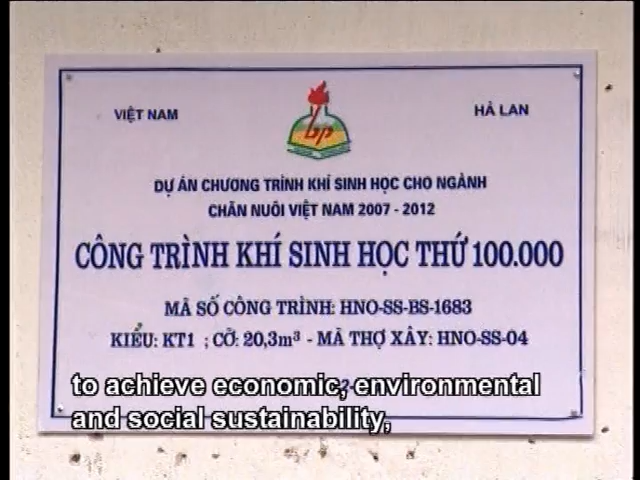 VIỆT NAM
HÀ LAN
bp
DỰ ÁN CHƯƠNG TRÌNH KHÍ SINH HỌC CHO NGÀNH
CHĂN NUÔI VIỆT NAM 2007 - 2012
CÔNG TRÌNH KHÍ SINH HỌC THỨ 100.000
MÃ SỐ CÔNG TRÌNH: HNO-SS-BS-1683
KIỂU: KT1 ; CỠ: 20,3m³ - MÃ THỢ XÂY: HNO-SS-04
to achieve economic, environmental
and social sustainability,